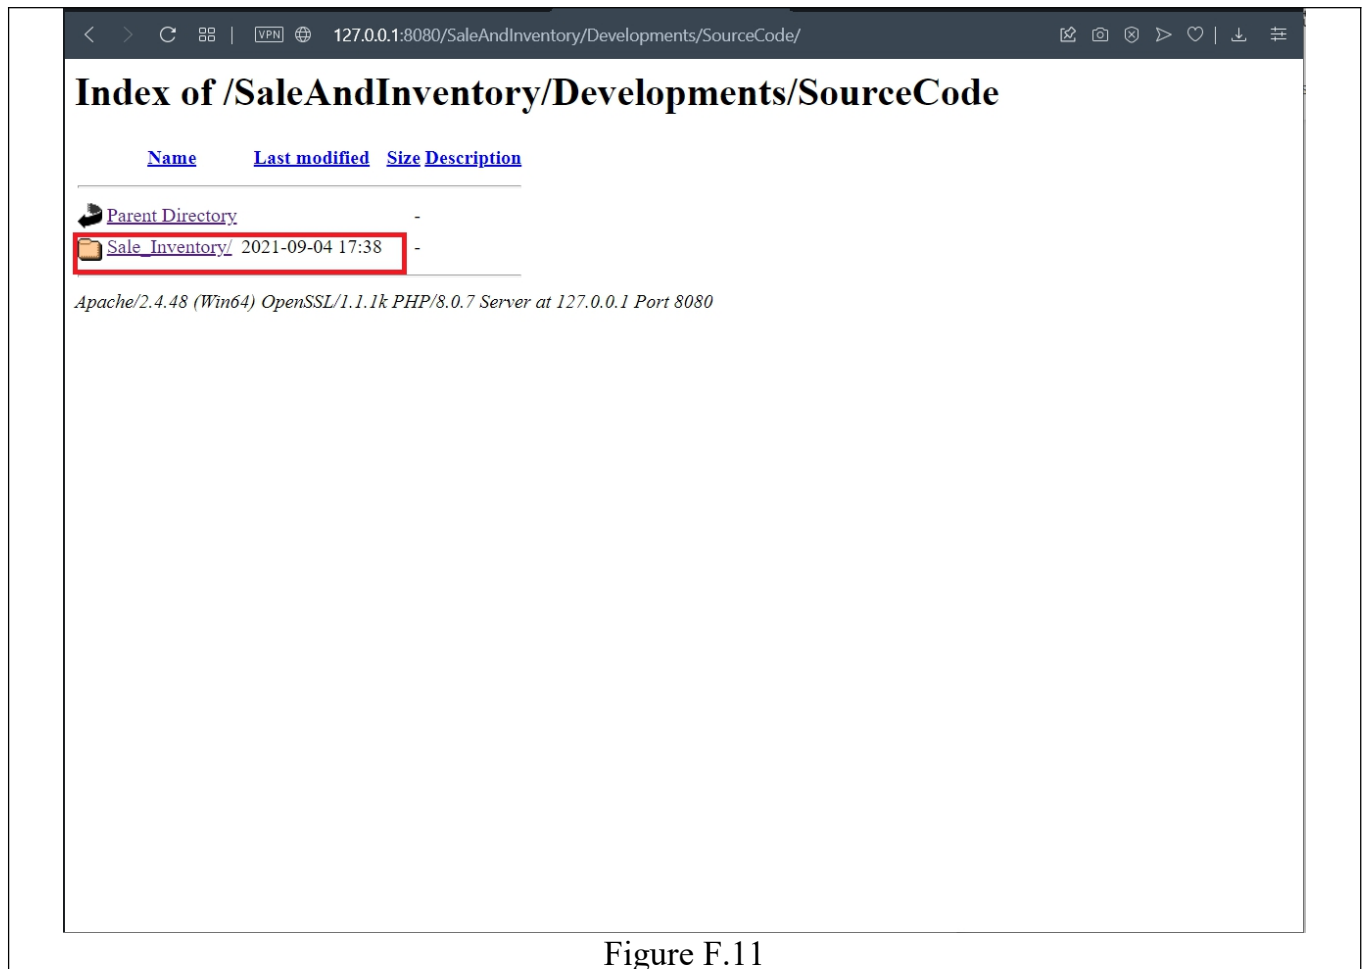 VPN 127.0.0.1:8080/SaleAndInventory/Developments/SourceCode/
Index of /SaleAndInventory/Developments/SourceCode
Name Last modified Size Description
Parent Directory -
Sale_Inventory/ 2021-09-04 17:38 -
Apache/2.4.48 (Win64) OpenSSL/1.1.1k PHP/8.0.7 Server at 127.0.0.1 Port 8080
Figure F.11